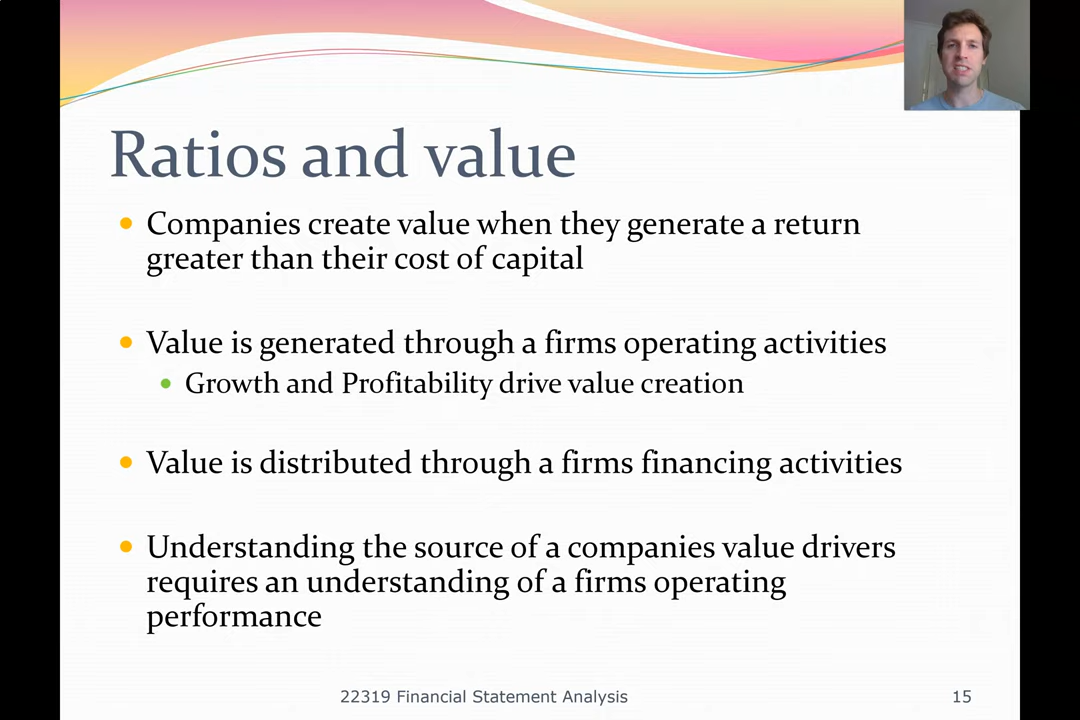 Ratios and value
Companies create value when they generate a return
greater than their cost of capital
Value is generated through a firms operating activities
Growth and Profitability drive value creation
Value is distributed through a firms financing activities
Understanding the source of a companies value drivers
requires an understanding of a firms operating
performance
22319 Financial Statement Analysis
15